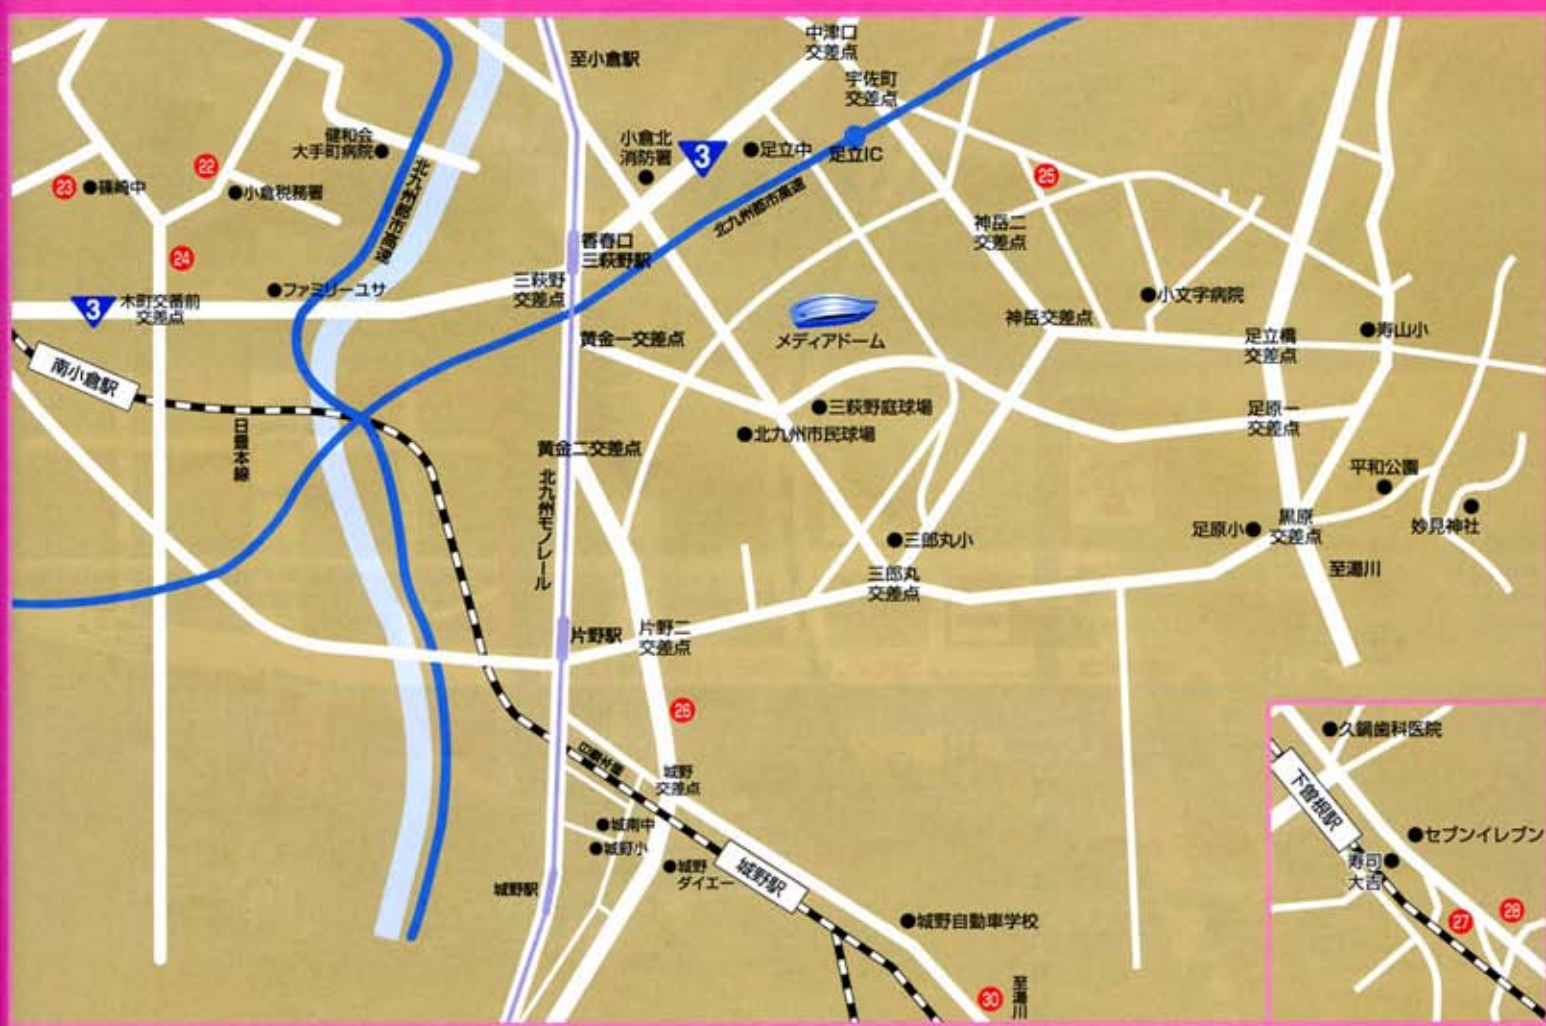 至小倉駅
中津口
交差点
宇佐町
交差点
健和会
大手町病院
小倉北
消防署
3
足立中
足立IC
22
23
篠崎中
小倉税務署
北九州都市高速
北九州都市高速
25
神岳二
交差点
24
香春口
三萩野駅
三萩野
交差点
ファミリーユサ
3
木町交番前
交差点
小文字病院
神岳交差点
メディアドーム
黄金一交差点
足立橋
交差点
寿山小
南小倉駅
日豊本線
三萩野庭球場
北九州市民球場
足原一
交差点
黄金二交差点
北九州モノレール
平和公園
足原小
黒原
交差点
妙見神社
三郎丸小
三郎丸
交差点
至湯川
片野駅
片野二
交差点
26
城野
交差点
城南中
城野小
城野
ダイエー
城野駅
城野駅
城野自動車学校
30
至湯川
久鍋歯科医院
下曽根駅
セブンイレブン
寿司
大吉
27
28